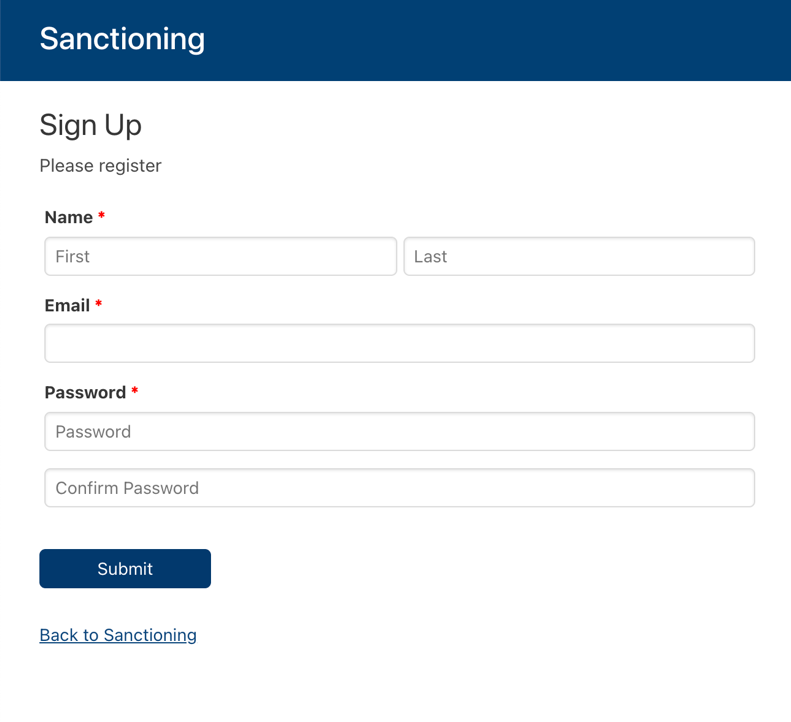 Sanctioning
Sign Up
Please register
Name *
First Last
Email *
Password *
Password
Confirm Password
Submit
Back to Sanctioning